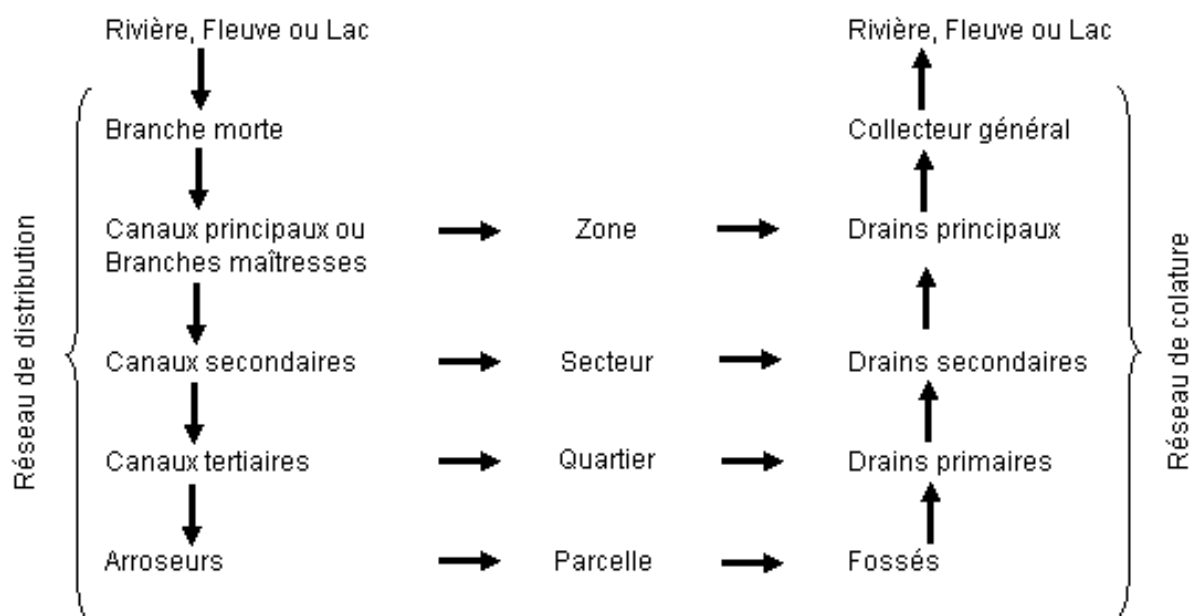 Rivière, Fleuve ou Lac
Rivière, Fleuve ou Lac
Branche morte
Collecteur général
Canaux principaux ou
Branches maîtresses
Zone
Drains principaux
Canaux secondaires
Secteur
Drains secondaires
Canaux tertiaires
Quartier
Drains primaires
Arroseurs
Parcelle
Fossés
Réseau de distribution
Réseau de colature